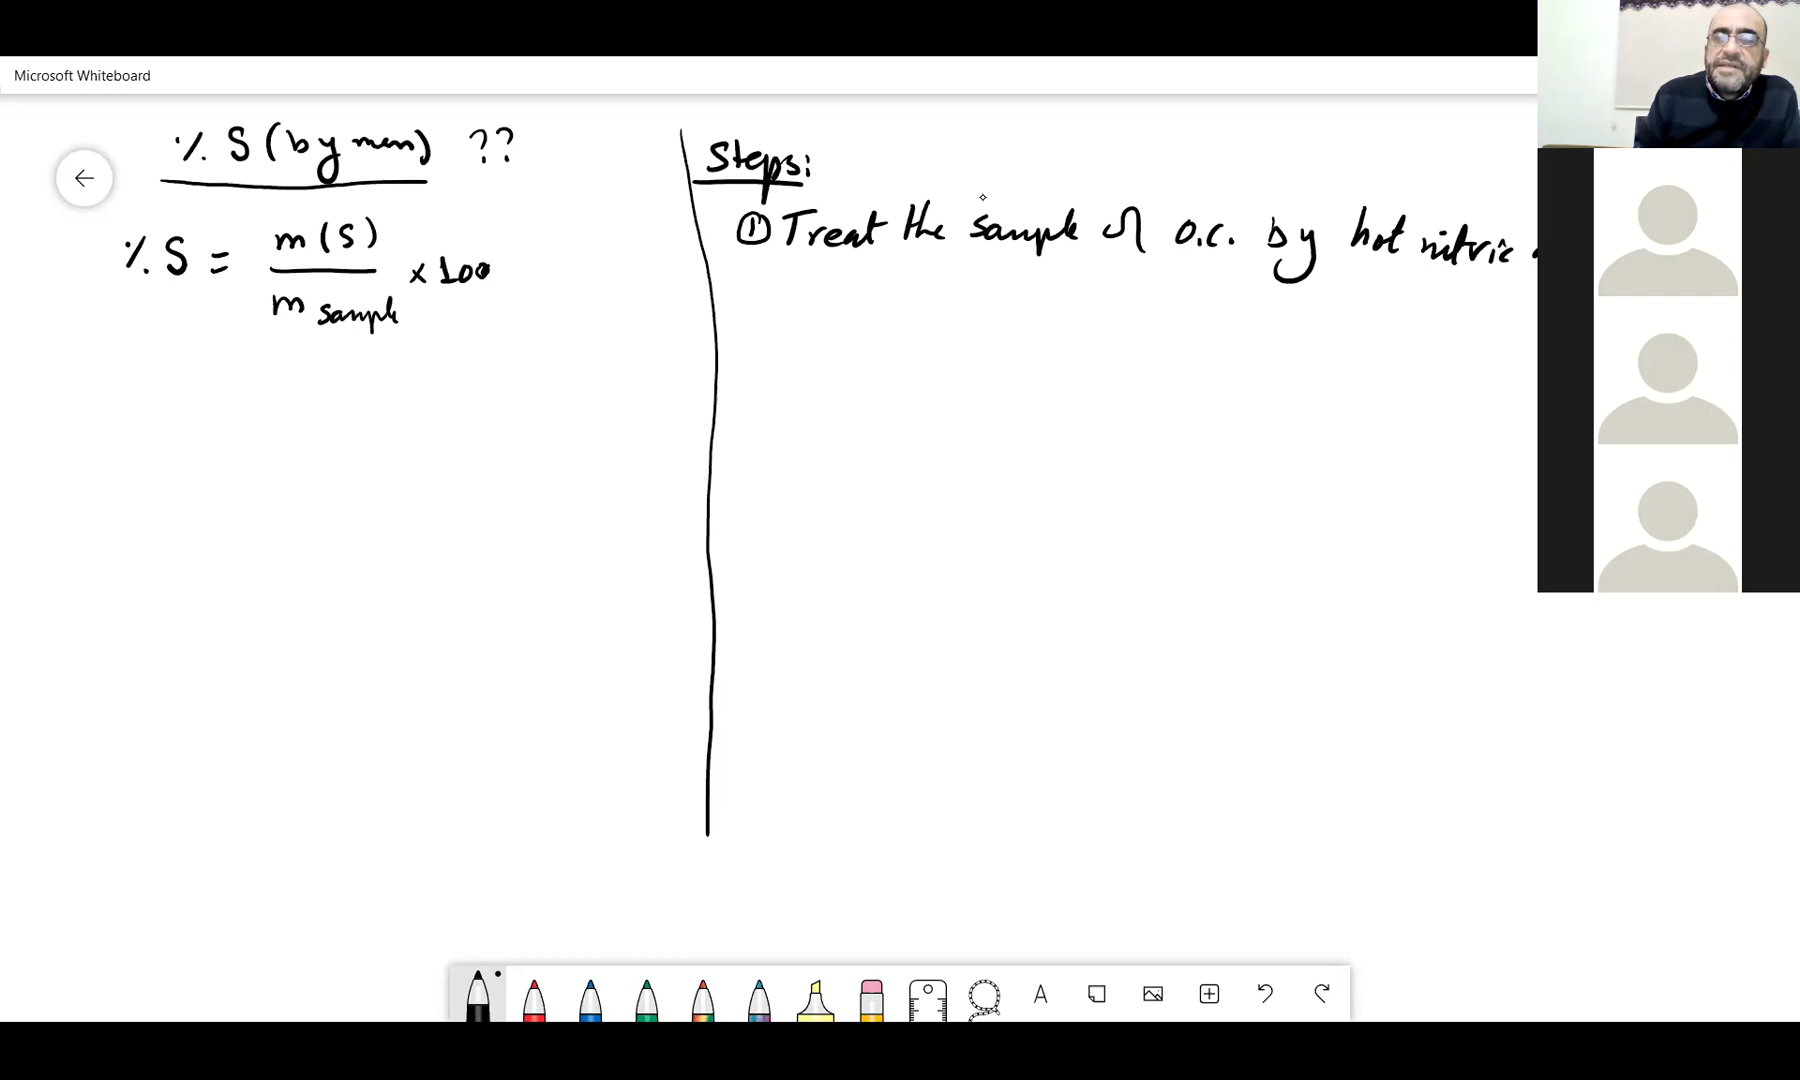 Microsoft Whiteboard
% S (by mass) ??
% S = m(S) / m sample × 100
Steps:
① Treat the sample of o.c. by hot nitric